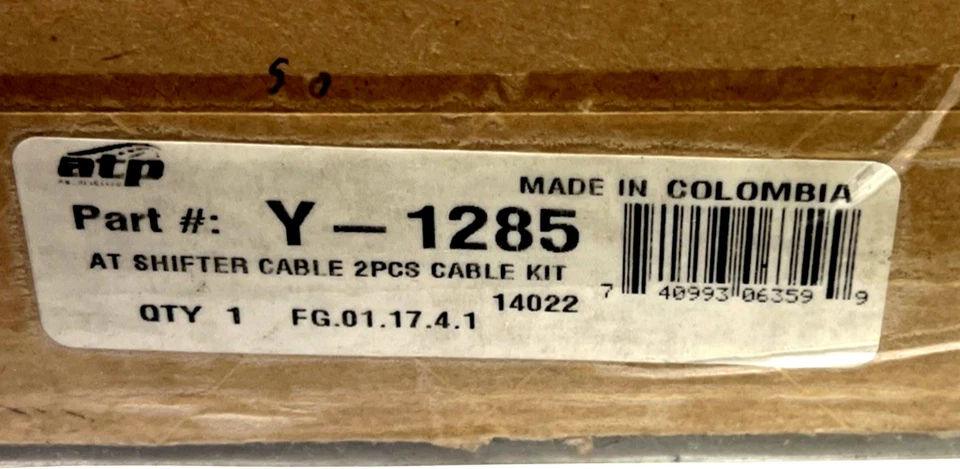 50
atp
MADE IN COLOMBIA
Part #: Y-1285
AT SHIFTER CABLE 2PCS CABLE KIT
14022
QTY 1 FG.01.17.4.1
7 40993 06359 9